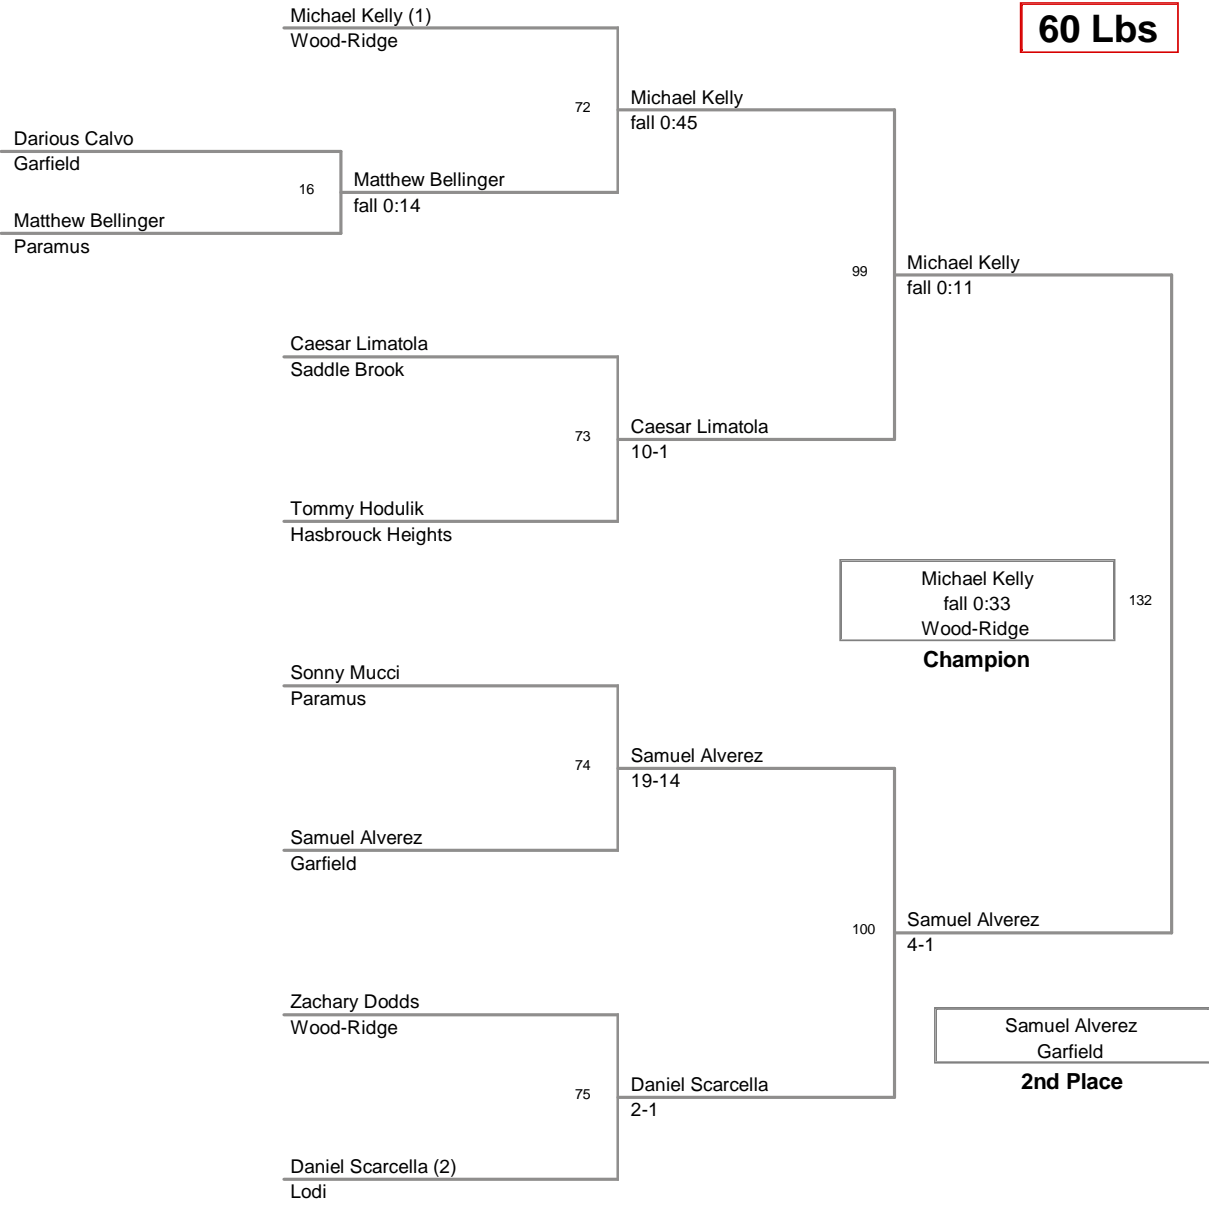 Michael Kelly (1)
Wood-Ridge
60 Lbs
72
Michael Kelly
fall 0:45
Darious Calvo
Garfield
16
Matthew Bellinger
fall 0:14
Matthew Bellinger
Paramus
99
Michael Kelly
fall 0:11
Caesar Limatola
Saddle Brook
73
Caesar Limatola
10-1
Tommy Hodulik
Hasbrouck Heights
Michael Kelly
fall 0:33
Wood-Ridge
132
Champion
Sonny Mucci
Paramus
74
Samuel Alverez
19-14
Samuel Alverez
Garfield
100
Samuel Alverez
4-1
Zachary Dodds
Wood-Ridge
Samuel Alverez
Garfield
2nd Place
75
Daniel Scarcella
2-1
Daniel Scarcella (2)
Lodi